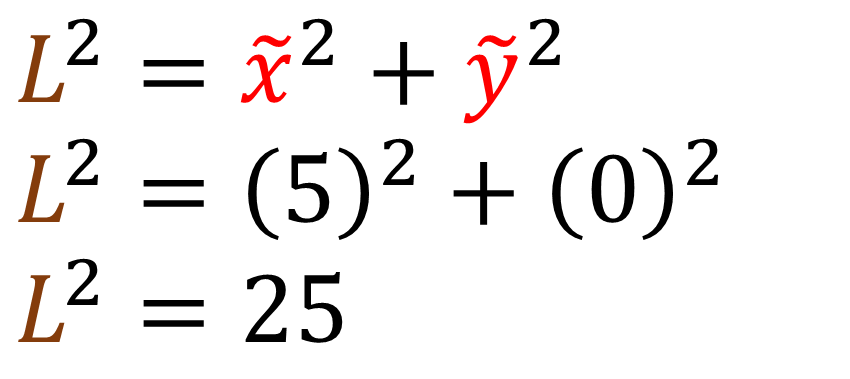 L² = x̃² + ỹ²
L² = (5)² + (0)²
L² = 25